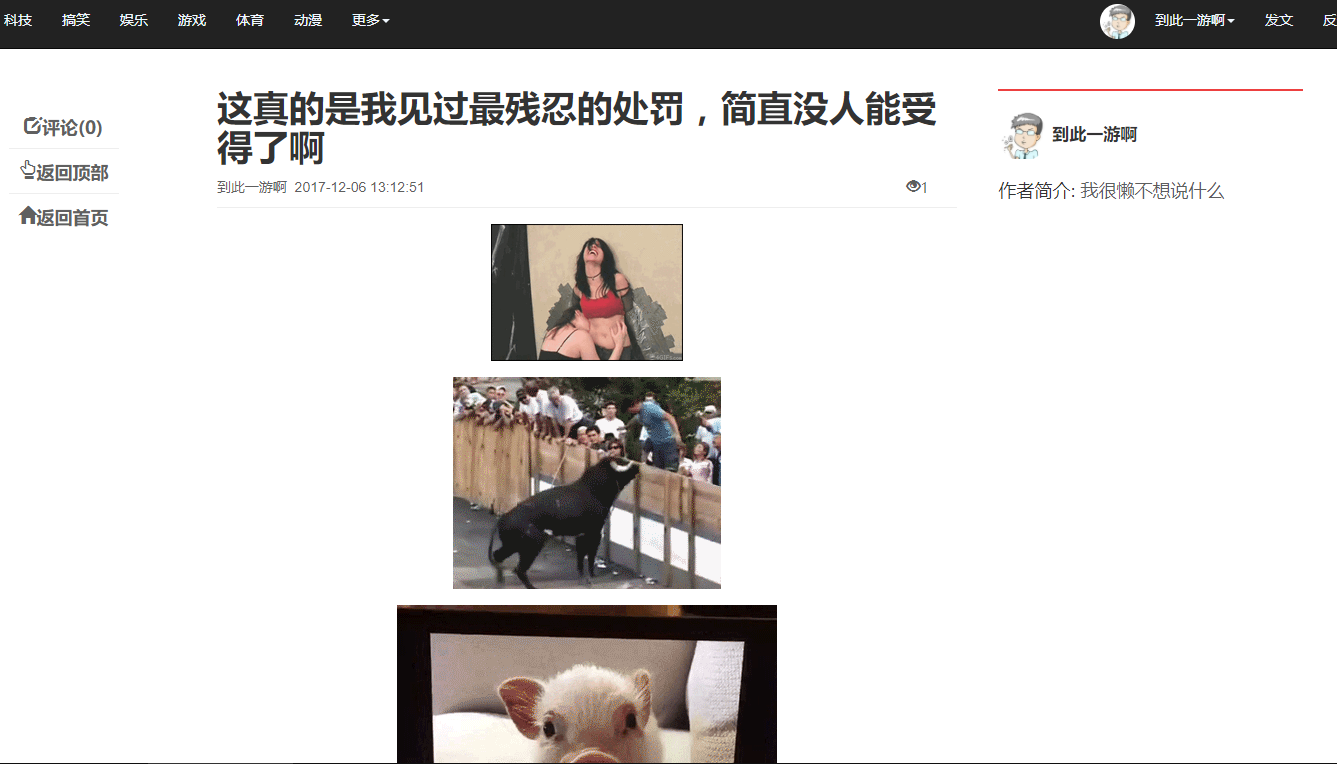 科技 搞笑 娱乐 游戏 体育 动漫 更多 到此一游啊 发文
评论(0)
返回顶部
返回首页
这真的是我见过最残忍的处罚，简直没人能受
得了啊
到此一游啊 2017-12-06 13:12:51 1
到此一游啊
作者简介: 我很懒不想说什么